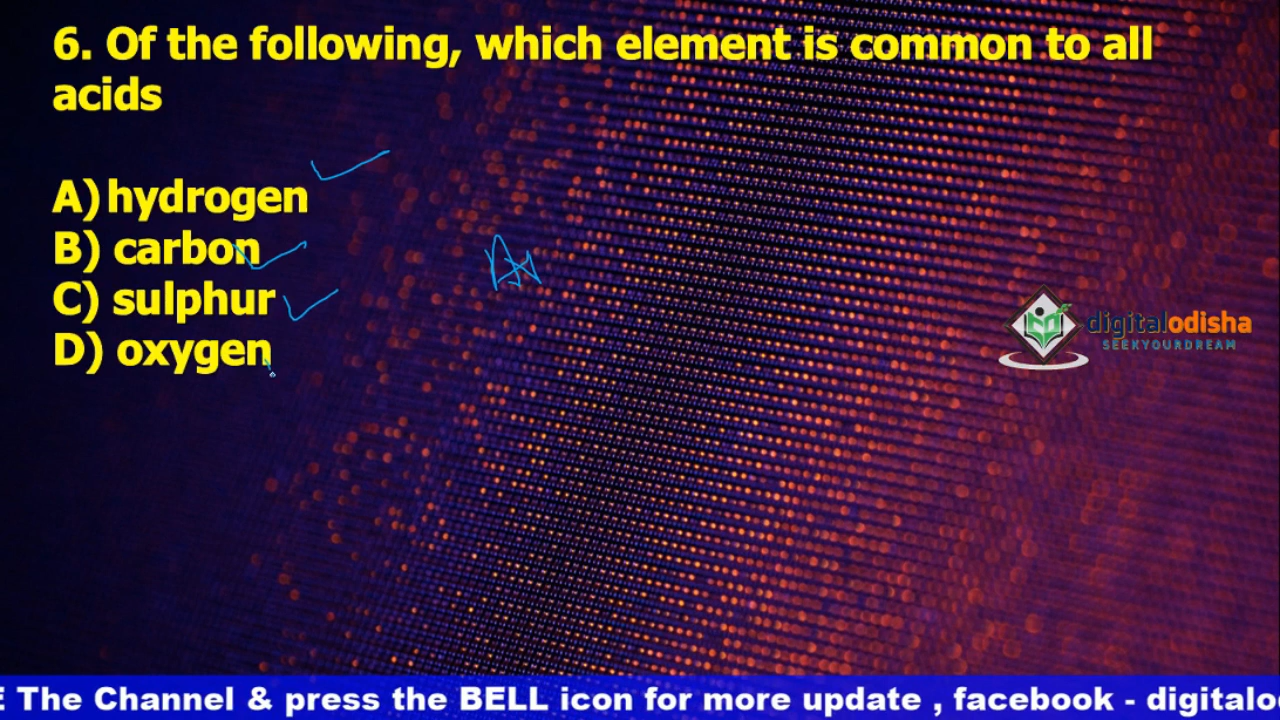 6. Of the following, which element is common to all
acids
A) hydrogen
B) carbon
C) sulphur
D) oxygen
digitalodisha
SEEKYOURDREAM
E The Channel & press the BELL icon for more update , facebook - digitalo